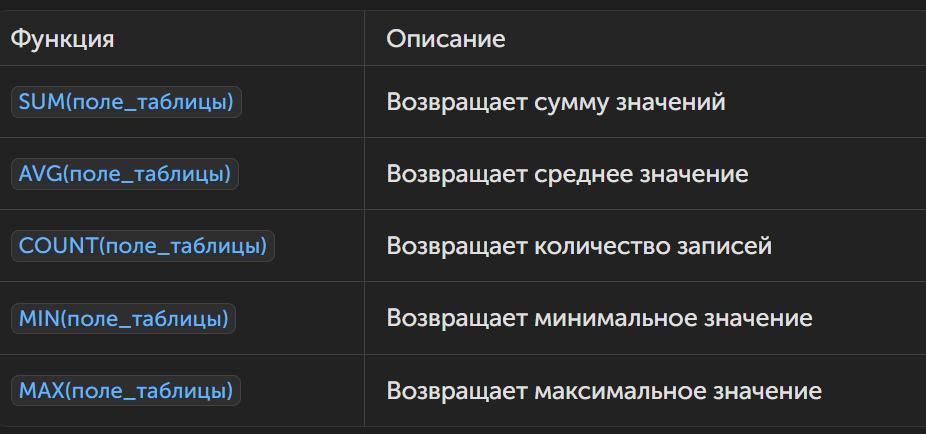 Функция Описание
SUM(поле_таблицы) Возвращает сумму значений
AVG(поле_таблицы) Возвращает среднее значение
COUNT(поле_таблицы) Возвращает количество записей
MIN(поле_таблицы) Возвращает минимальное значение
MAX(поле_таблицы) Возвращает максимальное значение